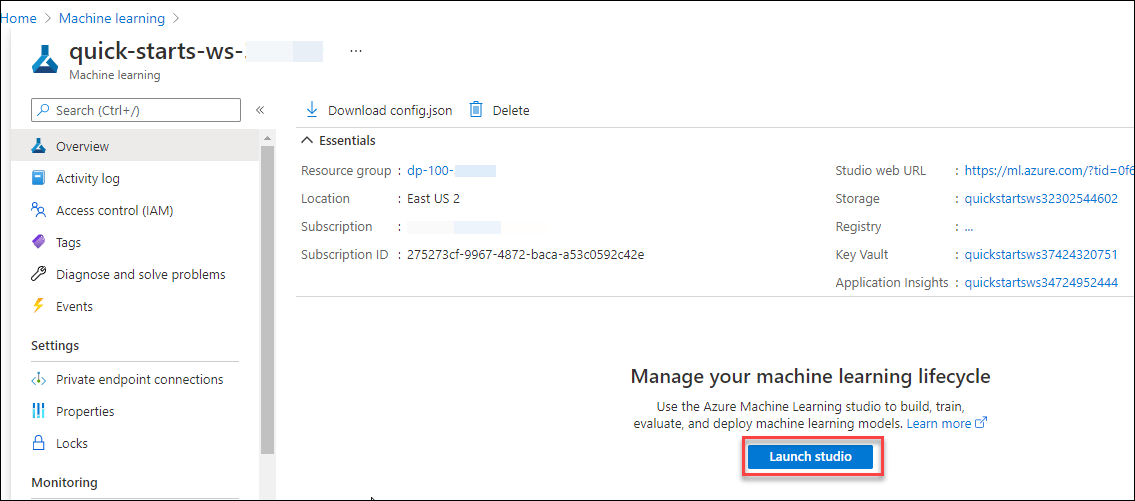 Home > Machine learning >
quick-starts-ws-
...
Machine learning
Search (Ctrl+/)
«
Download config.json
Delete
Overview
Activity log
Access control (IAM)
Tags
Diagnose and solve problems
Events
Settings
Private endpoint connections
Properties
Locks
Monitoring
Essentials
Resource group : dp-100-
Location : East US 2
Subscription :
Subscription ID : 275273cf-9967-4872-baca-a53c0592c42e
Studio web URL : https://ml.azure.com/?tid=0f6
Storage : quickstartsws32302544602
Registry : ...
Key Vault : quickstartsws37424320751
Application Insights : quickstartsws34724952444
Manage your machine learning lifecycle
Use the Azure Machine Learning studio to build, train,
evaluate, and deploy machine learning models. Learn more
Launch studio